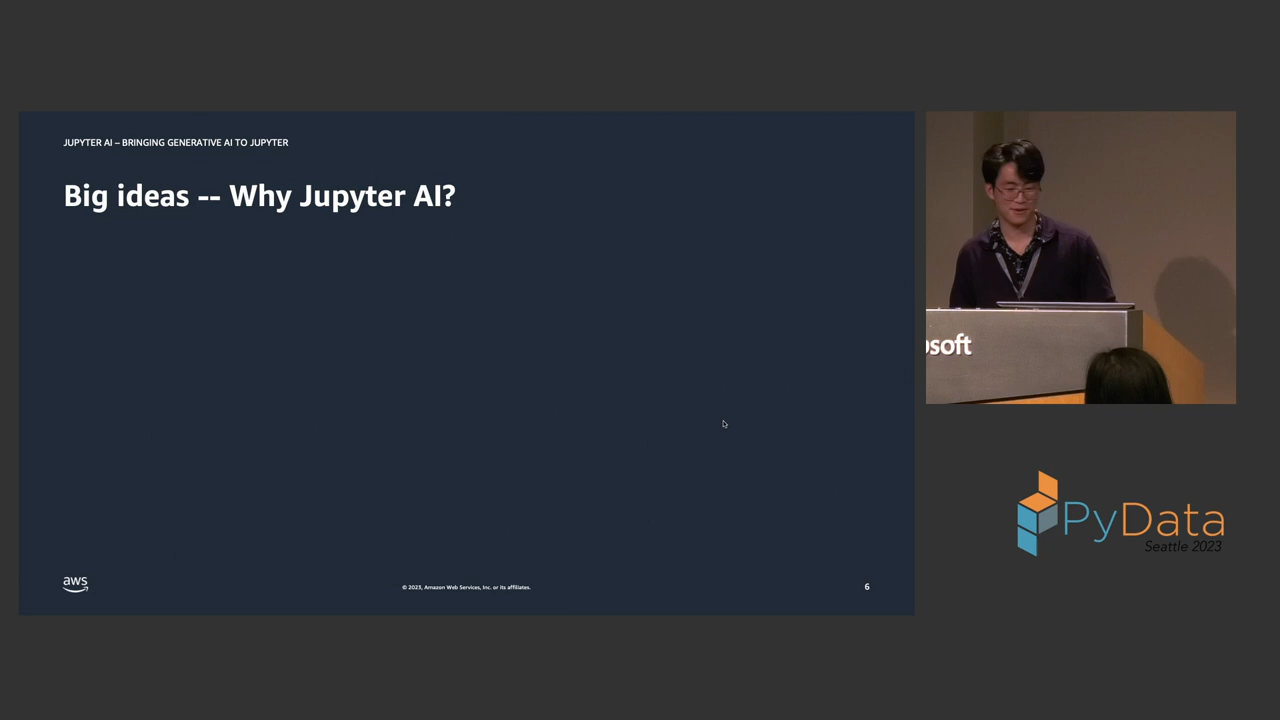 JUPYTER AI – BRINGING GENERATIVE AI TO JUPYTER
Big ideas -- Why Jupyter AI?
aws
© 2023, Amazon Web Services, Inc. or its affiliates.
6
osoft
PyData
Seattle 2023